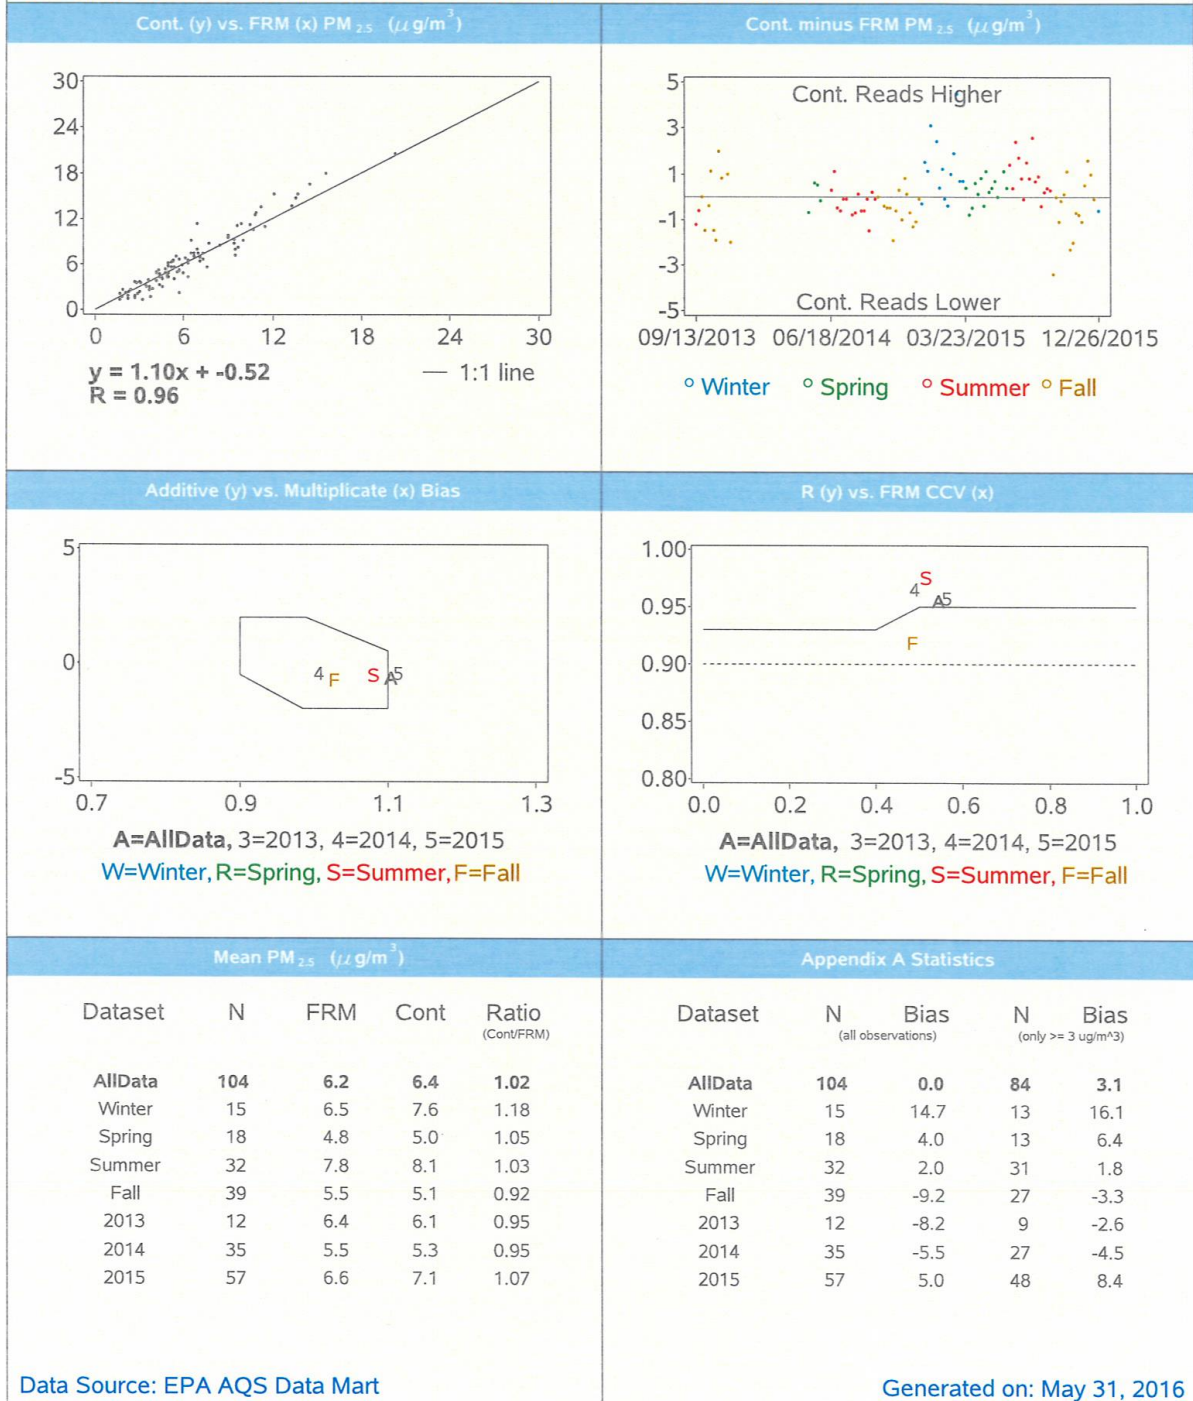 Cont. (y) vs. FRM (x) PM 2.5 (μg/m³)
30
24
18
12
6
0
0 6 12 18 24 30
y = 1.10x + -0.52
R = 0.96
— 1:1 line
Cont. minus FRM PM 2.5 (μg/m³)
5
3
1
-1
-3
-5
Cont. Reads Higher
Cont. Reads Lower
09/13/2013 06/18/2014 03/23/2015 12/26/2015
Winter Spring Summer Fall
Additive (y) vs. Multiplicate (x) Bias
5
0
-5
4 F S A 5
0.7 0.9 1.1 1.3
A=AllData, 3=2013, 4=2014, 5=2015
W=Winter, R=Spring, S=Summer, F=Fall
R (y) vs. FRM CCV (x)
1.00
0.95
0.90
0.85
0.80
S
4
A5
F
0.0 0.2 0.4 0.6 0.8 1.0
A=AllData, 3=2013, 4=2014, 5=2015
W=Winter, R=Spring, S=Summer, F=Fall
Mean PM 2.5 (μg/m³)
Dataset N FRM Cont Ratio
(Cont/FRM)
AllData 104 6.2 6.4 1.02
Winter 15 6.5 7.6 1.18
Spring 18 4.8 5.0 1.05
Summer 32 7.8 8.1 1.03
Fall 39 5.5 5.1 0.92
2013 12 6.4 6.1 0.95
2014 35 5.5 5.3 0.95
2015 57 6.6 7.1 1.07
Appendix A Statistics
Dataset N Bias N Bias
(all observations) (only >= 3 ug/m^3)
AllData 104 0.0 84 3.1
Winter 15 14.7 13 16.1
Spring 18 4.0 13 6.4
Summer 32 2.0 31 1.8
Fall 39 -9.2 27 -3.3
2013 12 -8.2 9 -2.6
2014 35 -5.5 27 -4.5
2015 57 5.0 48 8.4
Data Source: EPA AQS Data Mart
Generated on: May 31, 2016